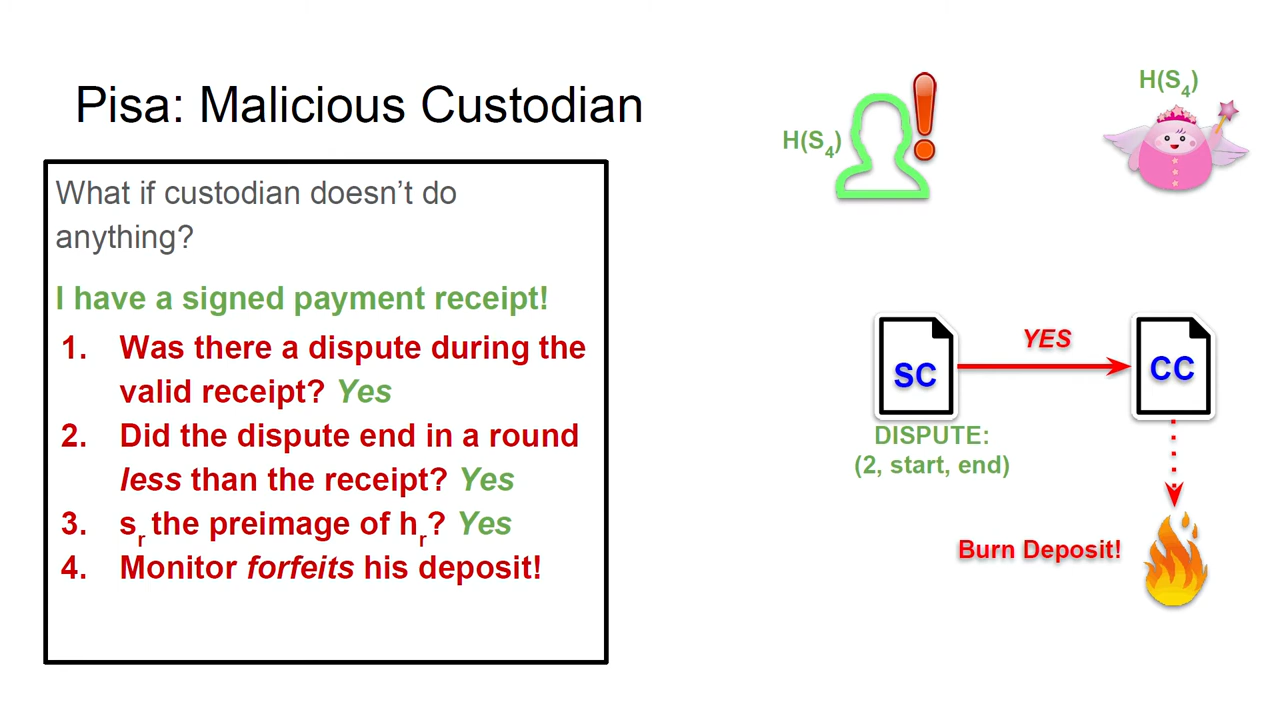 Pisa: Malicious Custodian
What if custodian doesn’t do
anything?
I have a signed payment receipt!
1. Was there a dispute during the
valid receipt? Yes
2. Did the dispute end in a round
less than the receipt? Yes
3. sr the preimage of hr? Yes
4. Monitor forfeits his deposit!
H(S4)
H(S4)
SC
YES
CC
DISPUTE:
(2, start, end)
Burn Deposit!